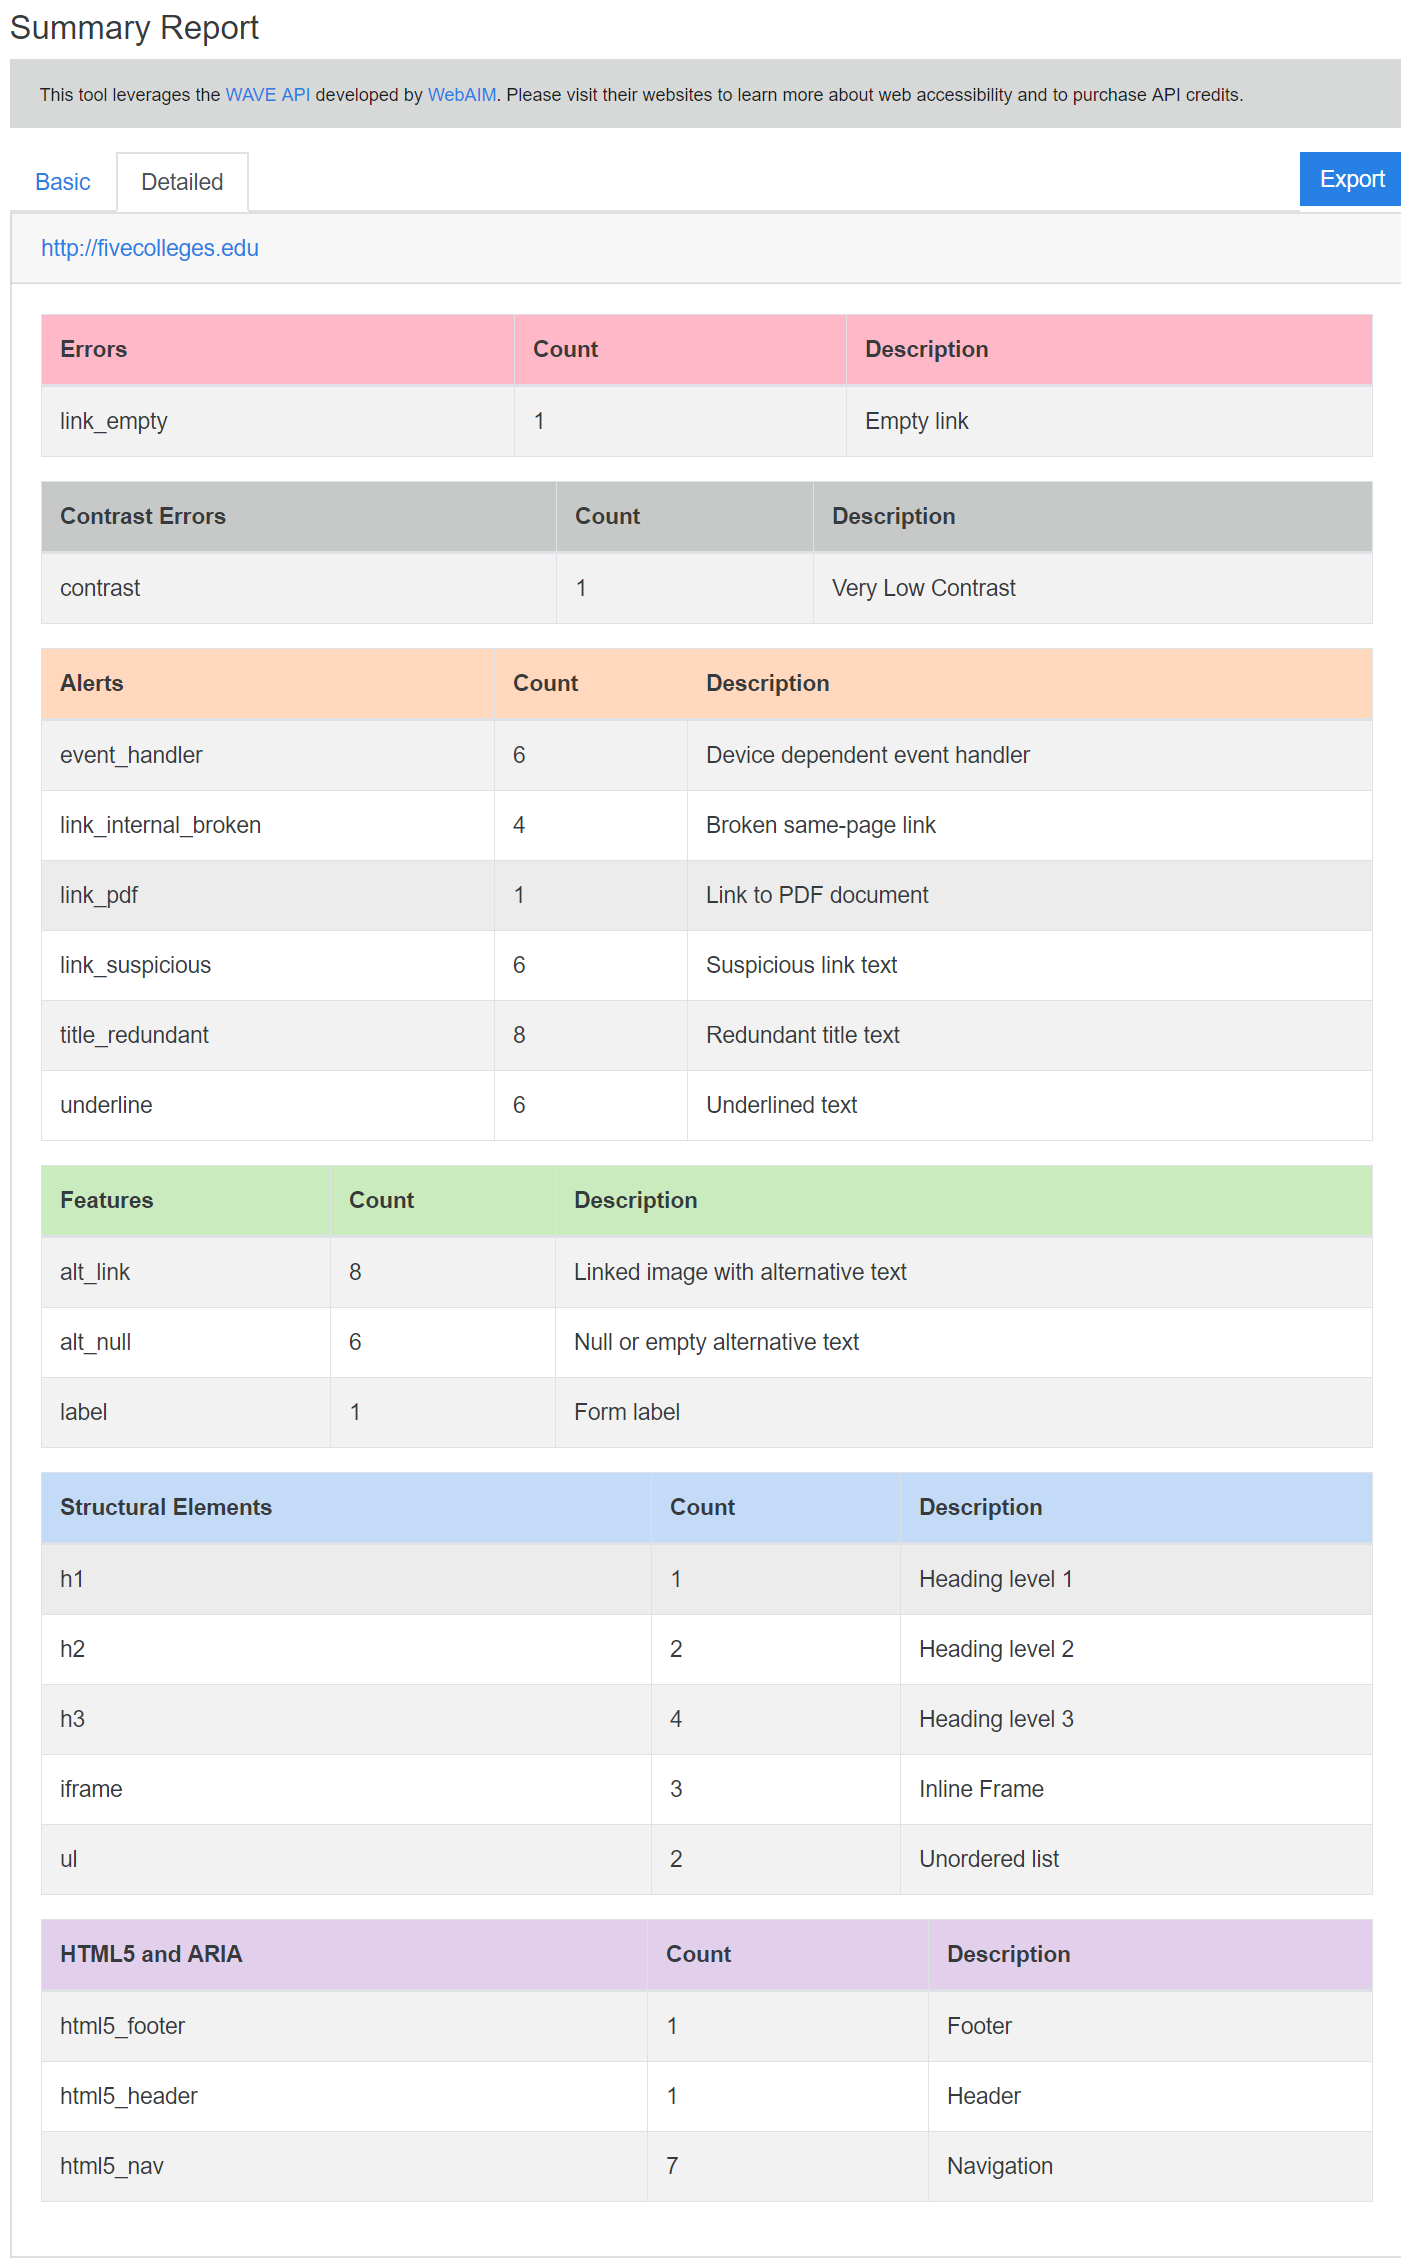 Summary Report
This tool leverages the WAVE API developed by WebAIM. Please visit their websites to learn more about web accessibility and to purchase API credits.
Basic Detailed Export
http://fivecolleges.edu
Errors Count Description
link_empty 1 Empty link
Contrast Errors Count Description
contrast 1 Very Low Contrast
Alerts Count Description
event_handler 6 Device dependent event handler
link_internal_broken 4 Broken same-page link
link_pdf 1 Link to PDF document
link_suspicious 6 Suspicious link text
title_redundant 8 Redundant title text
underline 6 Underlined text
Features Count Description
alt_link 8 Linked image with alternative text
alt_null 6 Null or empty alternative text
label 1 Form label
Structural Elements Count Description
h1 1 Heading level 1
h2 2 Heading level 2
h3 4 Heading level 3
iframe 3 Inline Frame
ul 2 Unordered list
HTML5 and ARIA Count Description
html5_footer 1 Footer
html5_header 1 Header
html5_nav 7 Navigation